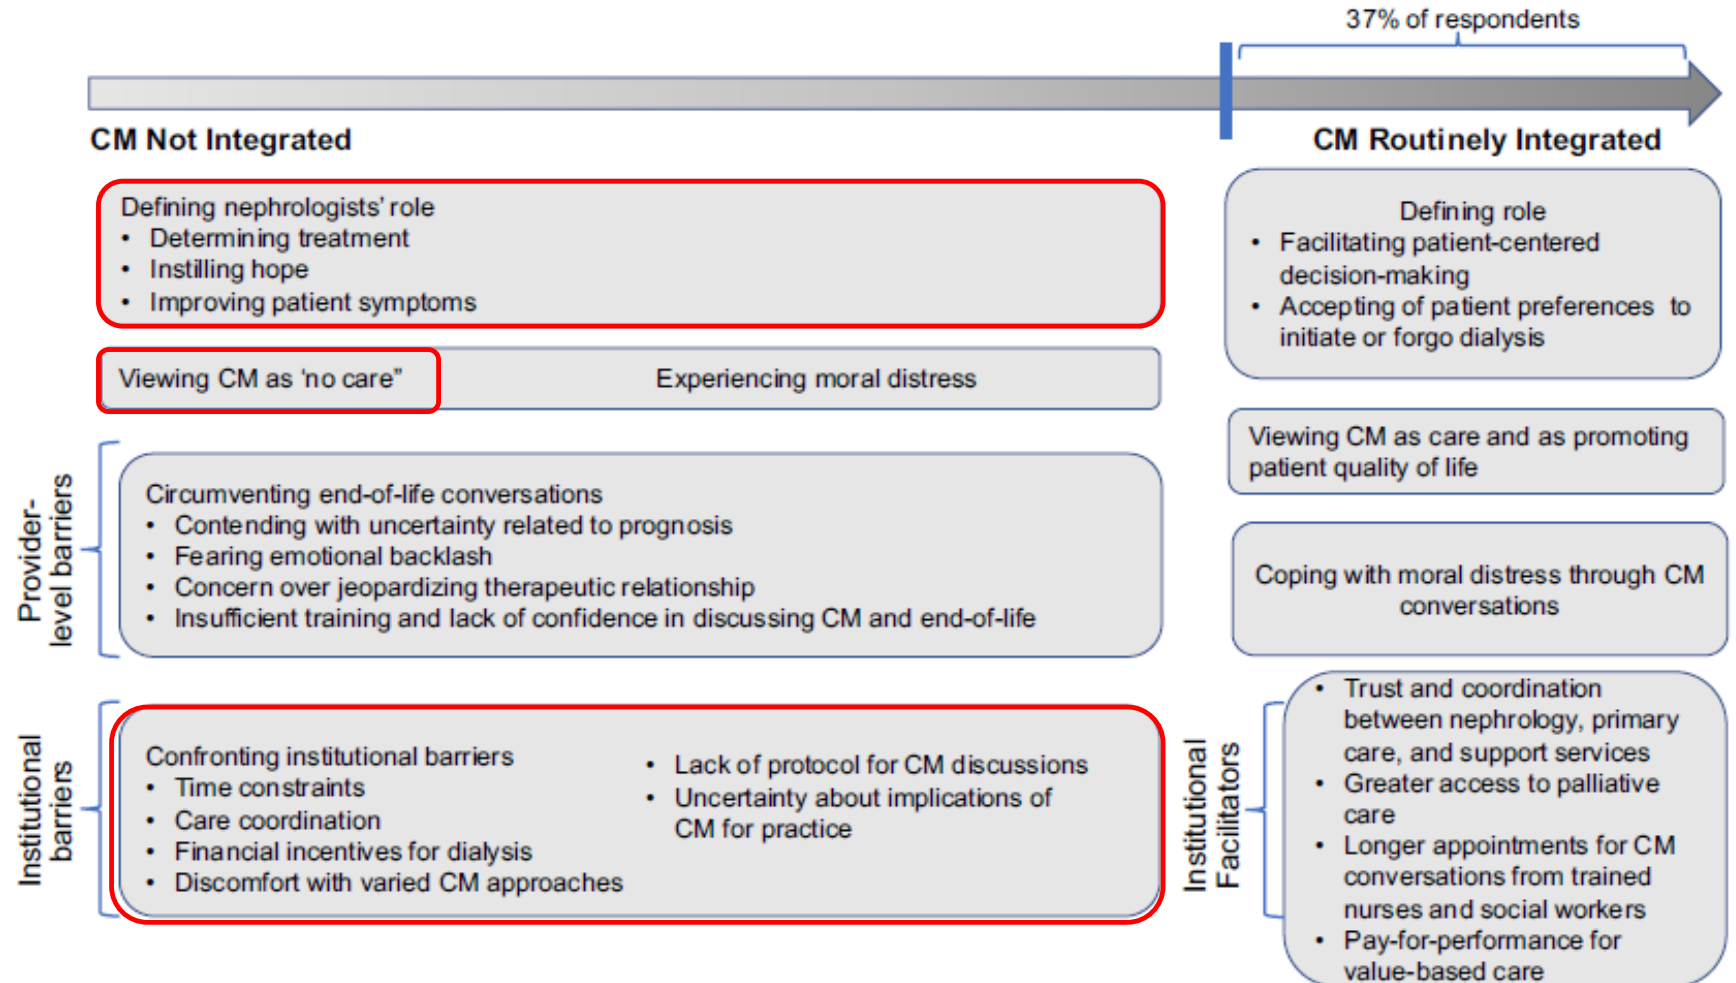 37% of respondents
CM Not Integrated
CM Routinely Integrated
Defining nephrologists' role
• Determining treatment
• Instilling hope
• Improving patient symptoms
Viewing CM as 'no care"
Experiencing moral distress
Provider-
level barriers
Circumventing end-of-life conversations
• Contending with uncertainty related to prognosis
• Fearing emotional backlash
• Concern over jeopardizing therapeutic relationship
• Insufficient training and lack of confidence in discussing CM and end-of-life
Institutional
barriers
Confronting institutional barriers
• Time constraints
• Care coordination
• Financial incentives for dialysis
• Discomfort with varied CM approaches
• Lack of protocol for CM discussions
• Uncertainty about implications of
CM for practice
Defining role
• Facilitating patient-centered
decision-making
• Accepting of patient preferences to
initiate or forgo dialysis
Viewing CM as care and as promoting
patient quality of life
Coping with moral distress through CM
conversations
Institutional
Facilitators
• Trust and coordination
between nephrology, primary
care, and support services
• Greater access to palliative
care
• Longer appointments for CM
conversations from trained
nurses and social workers
• Pay-for-performance for
value-based care